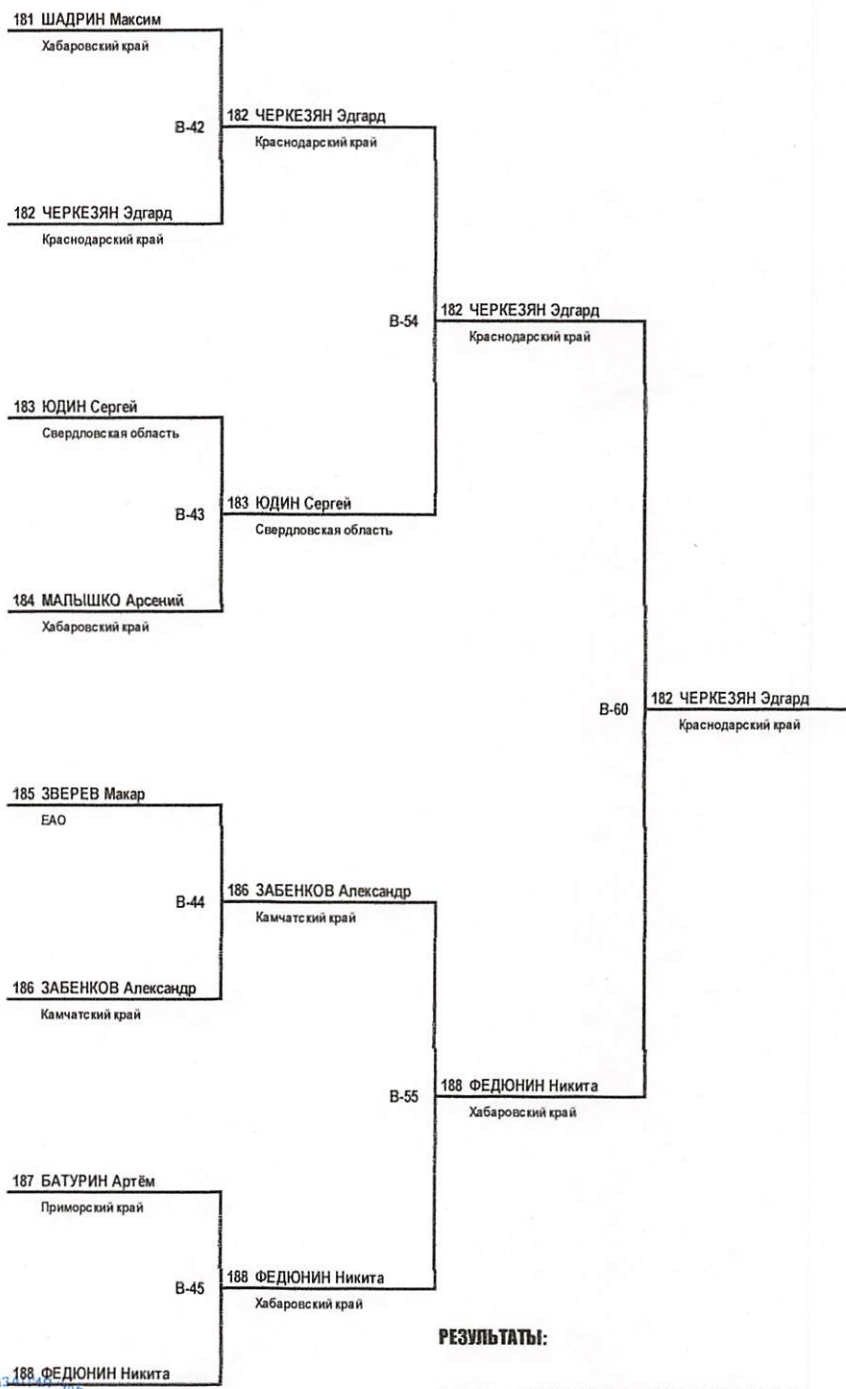 181 ШАДРИН Максим
Хабаровский край
B-42
182 ЧЕРКЕЗЯН Эдгард
Краснодарский край
182 ЧЕРКЕЗЯН Эдгард
Краснодарский край
B-54
182 ЧЕРКЕЗЯН Эдгард
Краснодарский край
183 ЮДИН Сергей
Свердловская область
B-43
183 ЮДИН Сергей
Свердловская область
184 МАЛЫШКО Арсений
Хабаровский край
B-60
182 ЧЕРКЕЗЯН Эдгард
Краснодарский край
185 ЗВЕРЕВ Макар
ЕАО
B-44
186 ЗАБЕНКОВ Александр
Камчатский край
186 ЗАБЕНКОВ Александр
Камчатский край
B-55
188 ФЕДЮНИН Никита
Хабаровский край
187 БАТУРИН Артём
Приморский край
B-45
188 ФЕДЮНИН Никита
Хабаровский край
РЕЗУЛЬТАТЫ:
188 ФЕДЮНИН Никита